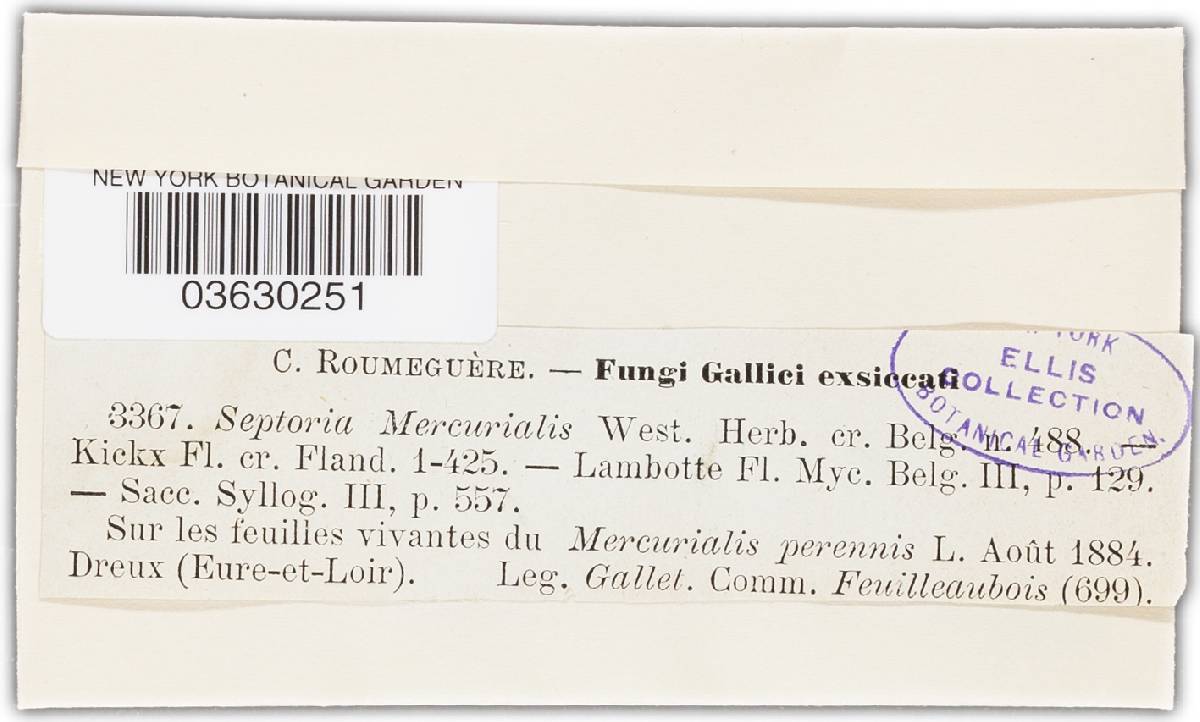 NEW YORK BOTANICAL GARDEN
03630251
C. ROUMEGUÈRE. — Fungi Gallici exsiccati
YORK
ELLIS
COLLECTION
BOTANICAL GARDEN.
3367. Septoria Mercurialis West. Herb. cr. Belg. n. 488. —
Kickx Fl. cr. Fland. 1-425. — Lambotte Fl. Myc. Belg. III, p. 129.
— Sacc. Syllog. III, p. 557.
Sur les feuilles vivantes du Mercurialis perennis L. Août 1884.
Dreux (Eure-et-Loir). Leg. Gallet. Comm. Feuilleaubois (699).